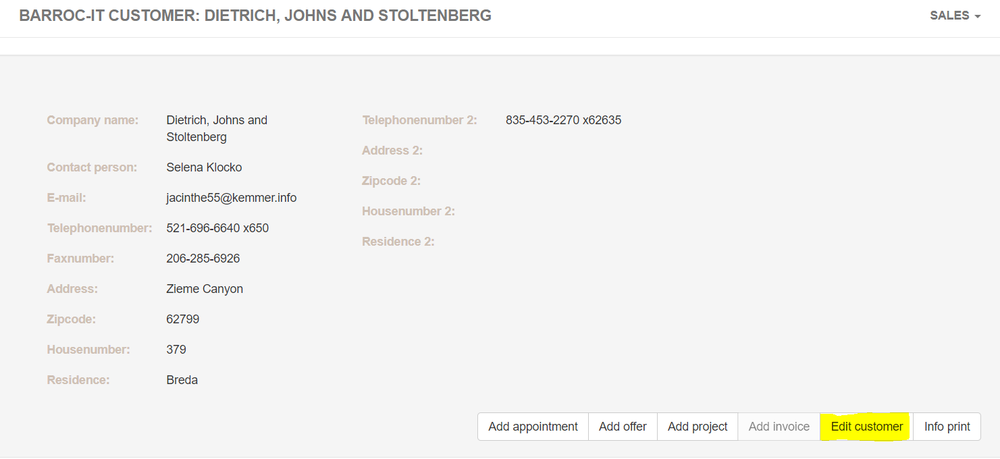 BARROC-IT CUSTOMER: DIETRICH, JOHNS AND STOLTENBERG
SALES
Company name: Dietrich, Johns and
Stoltenberg
Contact person: Selena Klocko
E-mail: jacinthe55@kemmer.info
Telephonenumber: 521-696-6640 x650
Faxnumber: 206-285-6926
Address: Zieme Canyon
Zipcode: 62799
Housenumber: 379
Residence: Breda
Telephonenumber 2: 835-453-2270 x62635
Address 2:
Zipcode 2:
Housenumber 2:
Residence 2:
Add appointment Add offer Add project Add invoice Edit customer Info print